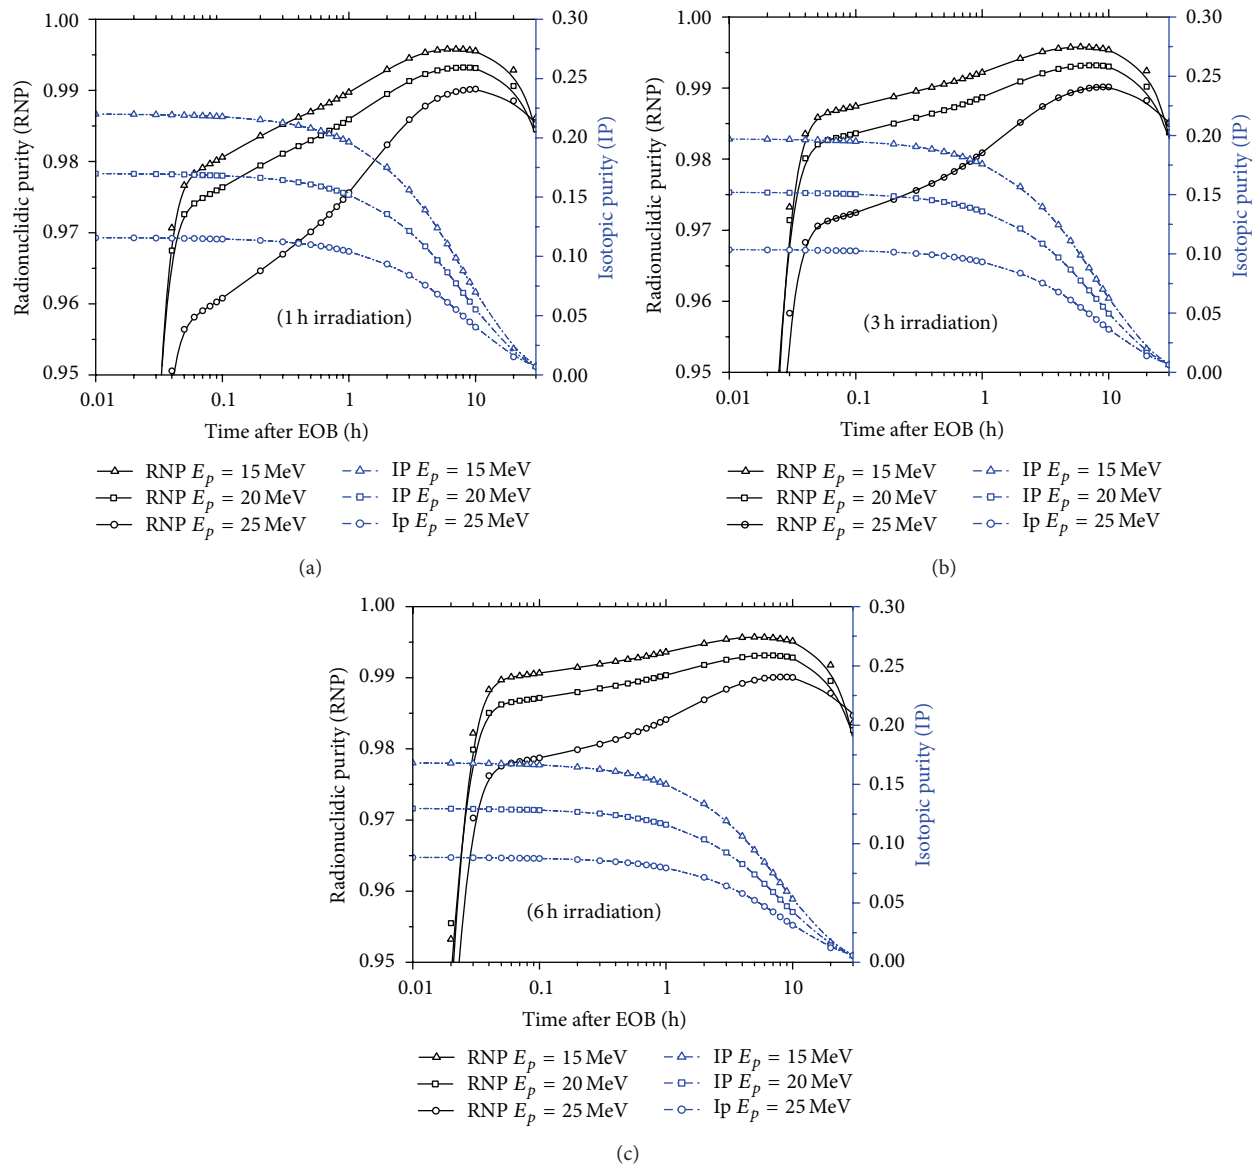 1.00
0.99
0.98
0.97
0.96
0.95
Radionuclidic purity (RNP)
0.30
0.25
0.20
0.15
0.10
0.05
0.00
Isotopic purity (IP)
(1 h irradiation)
0.01 0.1 1 10
Time after EOB (h)
RNP E_p = 15 MeV
RNP E_p = 20 MeV
RNP E_p = 25 MeV
IP E_p = 15 MeV
IP E_p = 20 MeV
Ip E_p = 25 MeV
(a)
1.00
0.99
0.98
0.97
0.96
0.95
Radionuclidic purity (RNP)
0.30
0.25
0.20
0.15
0.10
0.05
0.00
Isotopic purity (IP)
(3 h irradiation)
0.01 0.1 1 10
Time after EOB (h)
RNP E_p = 15 MeV
RNP E_p = 20 MeV
RNP E_p = 25 MeV
IP E_p = 15 MeV
IP E_p = 20 MeV
Ip E_p = 25 MeV
(b)
1.00
0.99
0.98
0.97
0.96
0.95
Radionuclidic purity (RNP)
0.30
0.25
0.20
0.15
0.10
0.05
0.00
Isotopic purity (IP)
(6 h irradiation)
0.01 0.1 1 10
Time after EOB (h)
RNP E_p = 15 MeV
RNP E_p = 20 MeV
RNP E_p = 25 MeV
IP E_p = 15 MeV
IP E_p = 20 MeV
Ip E_p = 25 MeV
(c)